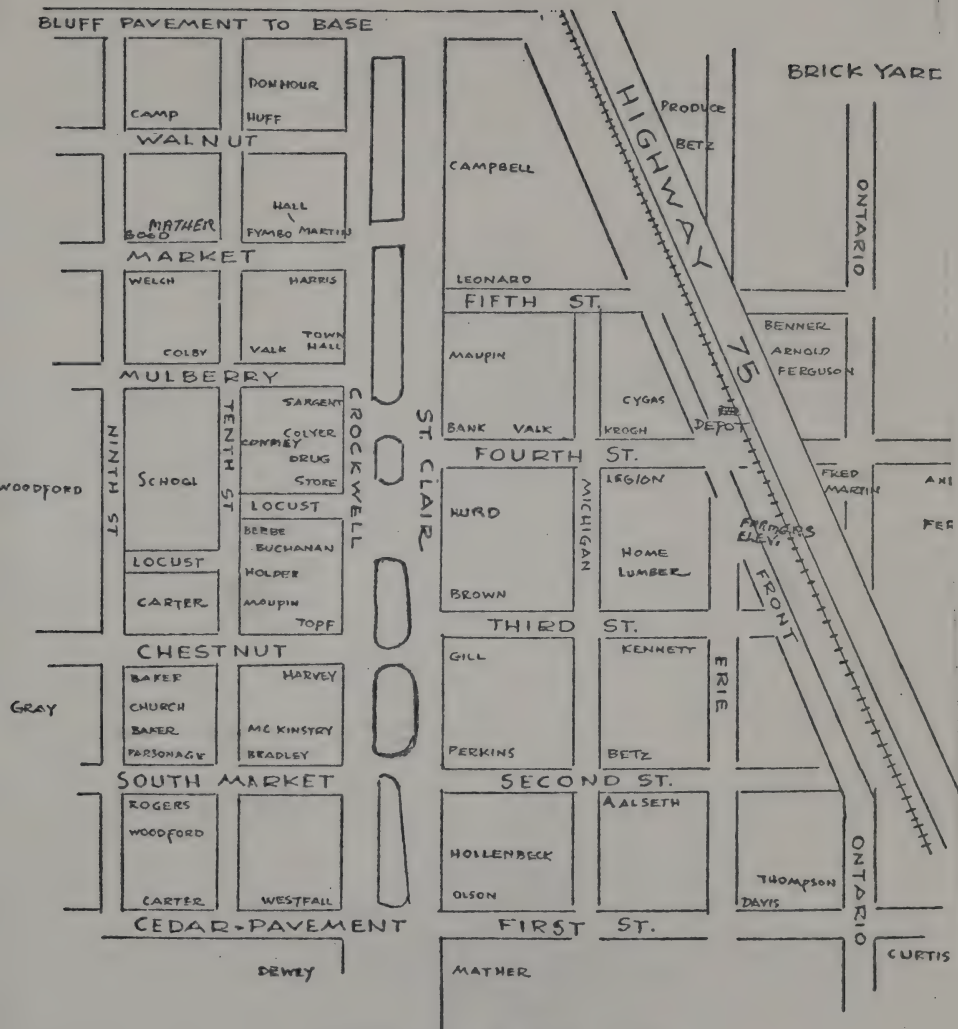 BLUFF PAVEMENT TO BASE
DONHOUR
CAMP
HUFF
WALNUT
HIGHWAY 75
PRODUCE
BETZ
BRICK YARD
CAMPBELL
HALL
MATHER
FYMBO MARTIN
MARKET
ONTARIO
WELCH
HARRIS
LEONARD
FIFTH ST.
TOWN
HALL
COLBY
VALK
MULBERRY
MAUPIN
BENNER
ARNOLD
FERGUSON
CYGAS
BANK VALK
KROGH
DEPOT
SARGENT
COLVER
DRUG
STORE
CROCKWELL
ST. CLAIR
FOURTH ST.
NINTH ST
TENTH ST
WOODFORD
SCHOOL
LOCUST
BEEBE
BUCHANAN
HOLDER
MAUPIN
TOPF
LOCUST
CARTER
HURD
BROWN
MICHIGAN
LEGION
HOME
LUMBER
FRED
MARTIN
FARMERS
ELEV.
FRONT
THIRD ST.
CHESTNUT
GRAY
BAKER
CHURCH
BAKER
PARSONAGE
HARVEY
MC KINSTRY
BRADLEY
GILL
PERKINS
KENNETT
BETZ
ERIE
SOUTH MARKET
SECOND ST.
ROGERS
WOODFORD
CARTER
WESTFALL
HOLLENBECK
OLSON
AALSETH
THOMPSON
DAVIS
ONTARIO
CEDAR-PAVEMENT
FIRST ST.
DEWEY
MATHER
CURTIS